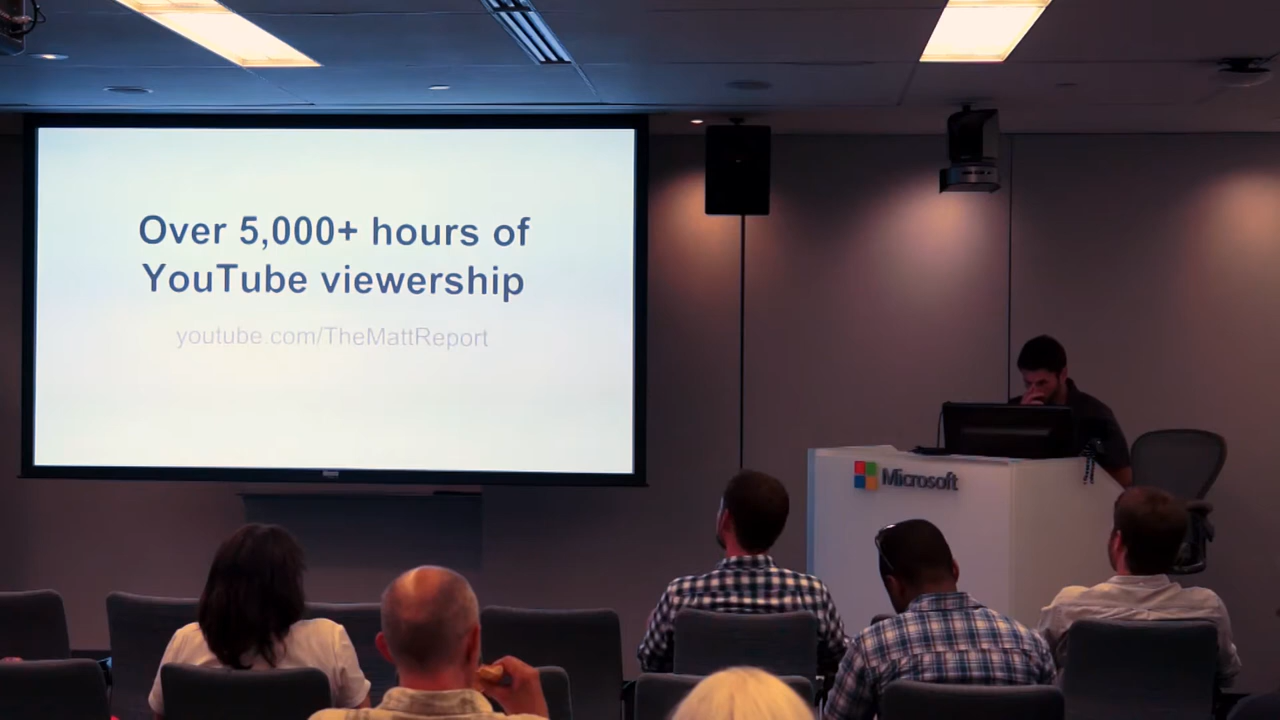 Over 5,000+ hours of
YouTube viewership
youtube.com/TheMattReport
Microsoft